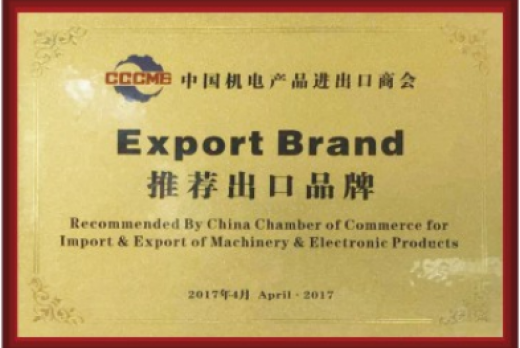 CCCME 中国机电产品进出口商会
Export Brand
推荐出口品牌
Recommended By China Chamber of Commerce for
Import & Export of Machinery & Electronic Products
2017年4月 April · 2017